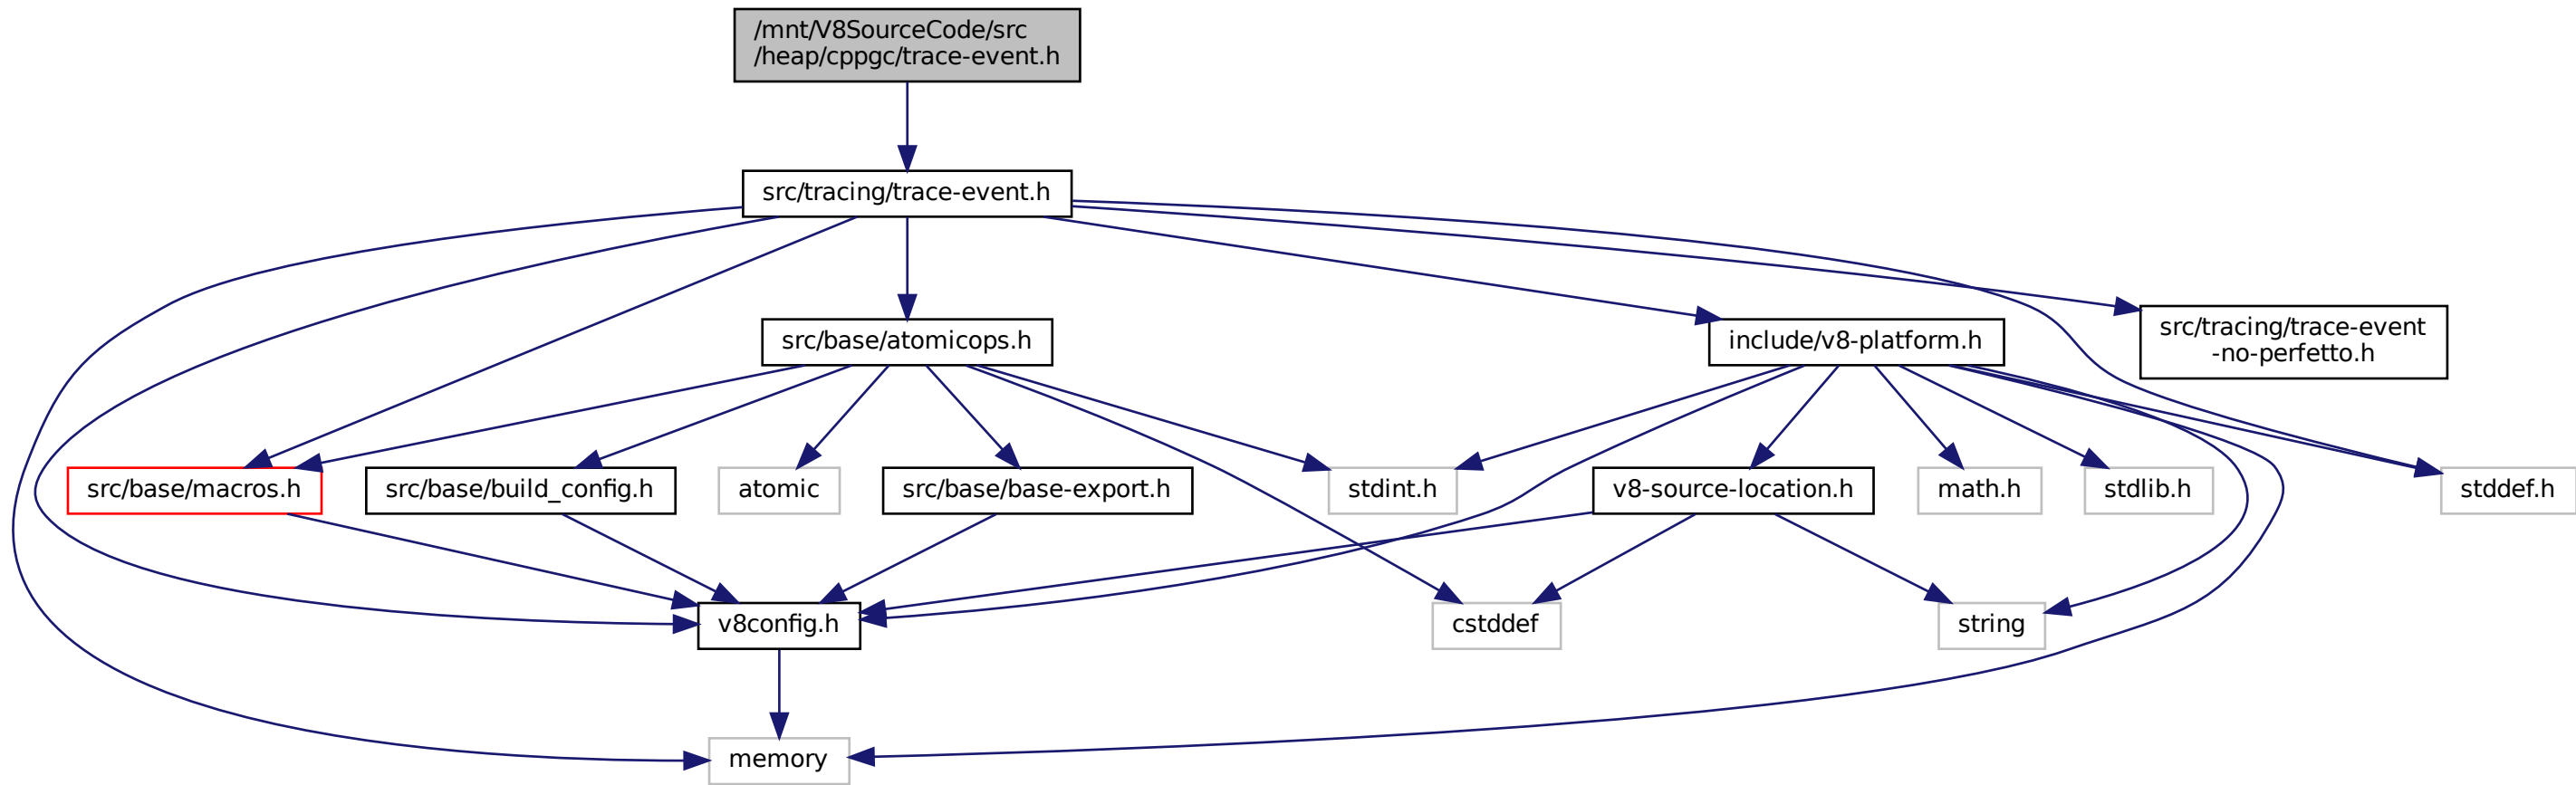 /mnt/V8SourceCode/src
/heap/cppgc/trace-event.h
src/tracing/trace-event.h
src/base/atomicops.h
include/v8-platform.h
src/tracing/trace-event
-no-perfetto.h
src/base/macros.h
src/base/build_config.h
atomic
src/base/base-export.h
stdint.h
v8-source-location.h
math.h
stdlib.h
stddef.h
v8config.h
cstddef
string
memory